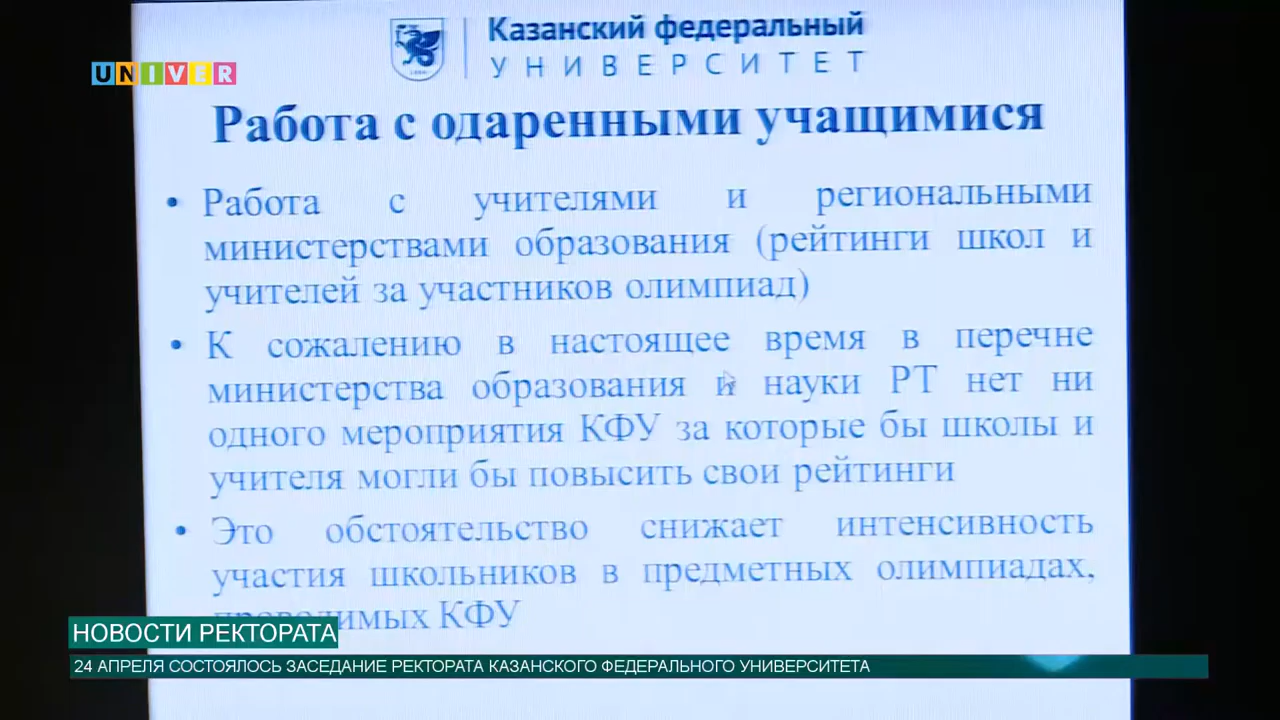 Казанский федеральный
УНИВЕРСИТЕТ
UNIVER
Работа с одаренными учащимися
• Работа с учителями и региональными
министерствами образования (рейтинги школ и
учителей за участников олимпиад)
• К сожалению в настоящее время в перечне
министерства образования и науки РТ нет ни
одного мероприятия КФУ за которые бы школы и
учителя могли бы повысить свои рейтинги
• Это обстоятельство снижает интенсивность
участия школьников в предметных олимпиадах,
проводимых КФУ
НОВОСТИ РЕКТОРАТА
24 АПРЕЛЯ СОСТОЯЛОСЬ ЗАСЕДАНИЕ РЕКТОРАТА КАЗАНСКОГО ФЕДЕРАЛЬНОГО УНИВЕРСИТЕТА